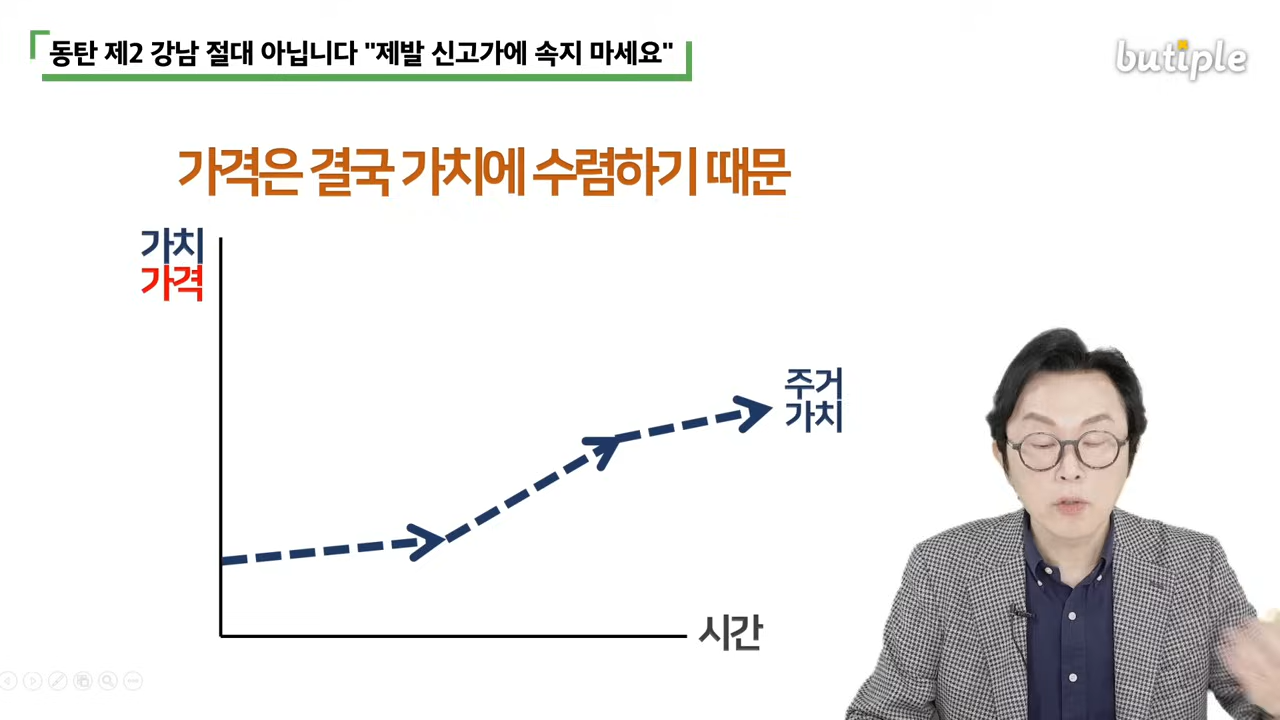 동탄 제2 강남 절대 아닙니다 "제발 신고가에 속지 마세요"
butiple
가격은 결국 가치에 수렴하기 때문
가치
가격
주거
가치
시간